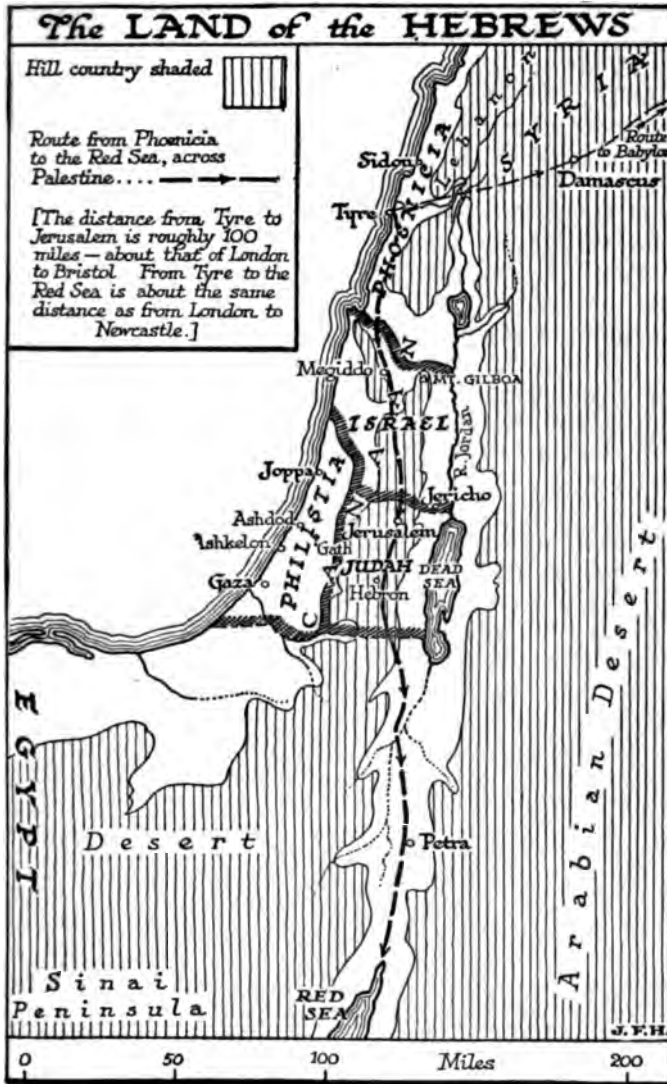 The LAND of the HEBREWS
Hill country shaded
Route from Phoenicia
to the Red Sea, across
Palestine....
[The distance from Tyre to
Jerusalem is roughly 100
miles — about that of London
to Bristol From Tyre to the
Red Sea is about the same
distance as from London to
Newcastle.]
Lebanon
SYRIA
Route
to Babylon
Sidon
Damascus
Tyre
PHOENICIA
Megiddo
MT. GILBOA
ISRAEL
R. Jordan
CANAAN
Joppa
Jericho
PHILISTIA
Ashdod
Jerusalem
Ashkelon
Gath
JUDAH
DEAD
SEA
Gaza
Hebron
EGYPT
Arabian Desert
Desert
Petra
Sinai
Peninsula
RED
SEA
J.F.H.
0 50 100 Miles 200